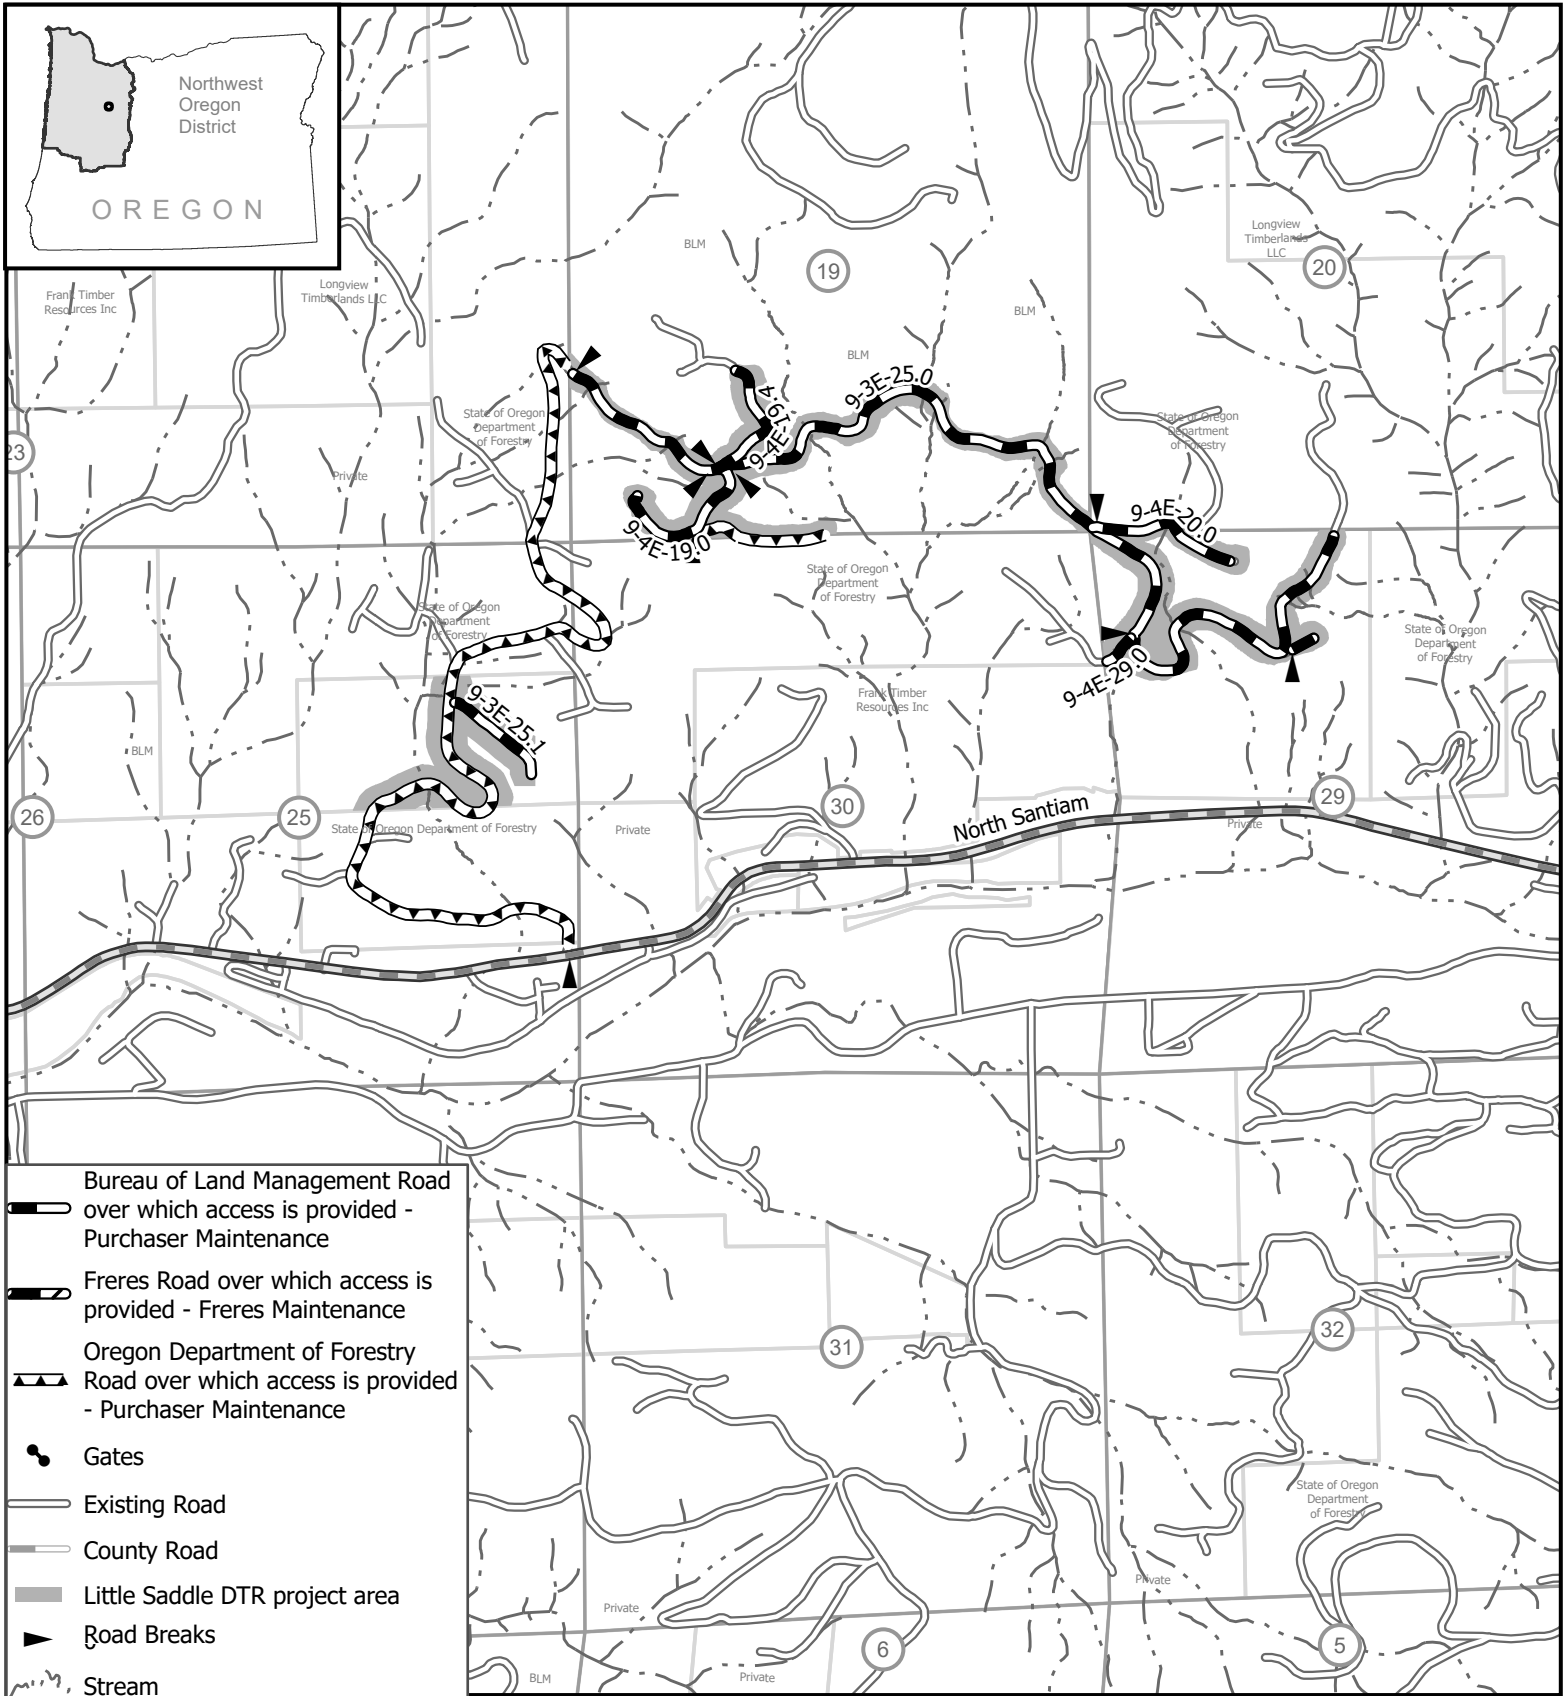 Northwest
Oregon
District
OREGON
Frank Timber
Resources Inc
Longview
Timberlands LLC
BLM
19
Longview
Timberlands
LLC
20
BLM
BLM
9-3E-25.0
9-4E-19.4
State of Oregon
Department
of Forestry
State of Oregon
Department
of Forestry
23
Private
9-4E-20.0
9-4E-19.0
State of Oregon
Department
of Forestry
State of Oregon
Department
of Forestry
State of Oregon
Department
of Forestry
9-4E-29.0
9-3E-25.1
Frank Timber
Resources Inc
BLM
26
25
30
29
State of Oregon Department of Forestry
Private
North Santiam
Private
Bureau of Land Management Road
over which access is provided -
Purchaser Maintenance
Freres Road over which access is
provided - Freres Maintenance
Oregon Department of Forestry
Road over which access is provided
- Purchaser Maintenance
Gates
Existing Road
County Road
Little Saddle DTR project area
Road Breaks
Stream
31
32
State of Oregon
Department
of Forestry
Private
Private
6
5
BLM
Private